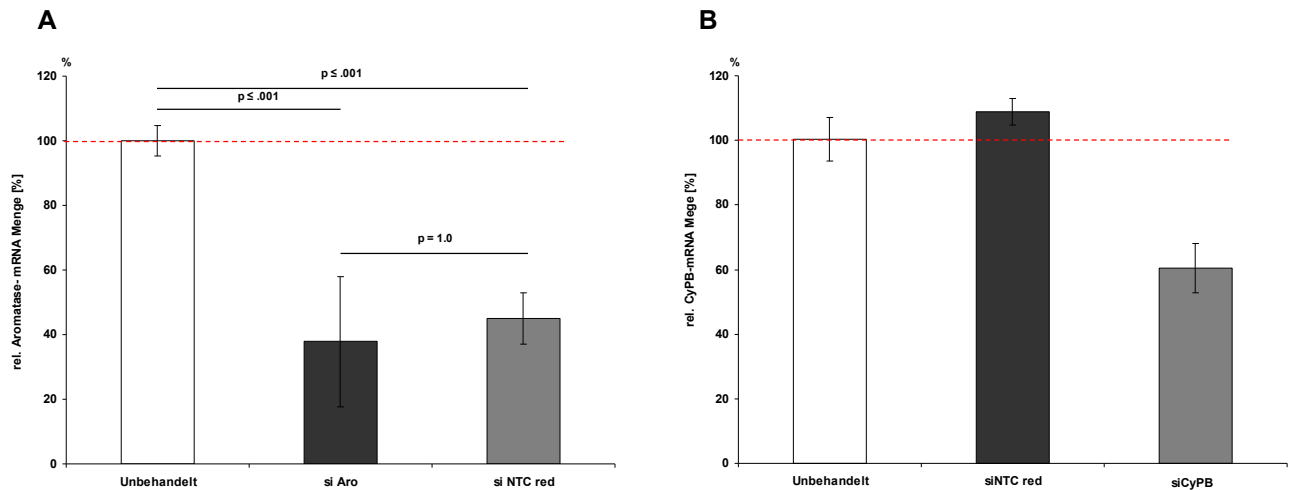 A
%
120
100
80
60
40
20
0
rel. Aromatase- mRNA Menge [%]
p ≤ .001
p ≤ .001
p = 1.0
Unbehandelt
si Aro
si NTC red
B
%
120
100
80
60
40
20
0
rel. CyPB-mRNA Mege [%]
Unbehandelt
siNTC red
siCyPB